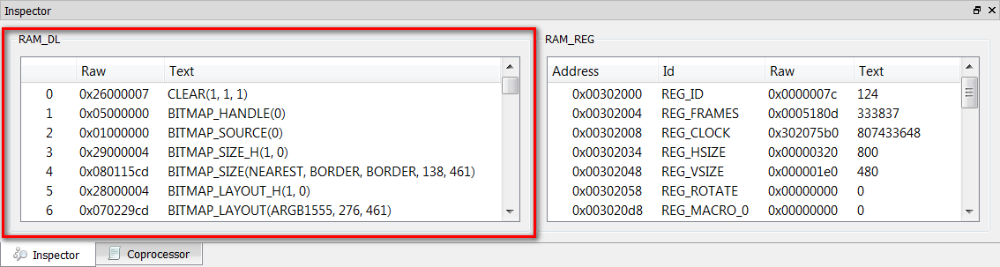 Inspector
RAM_DL
Raw Text
0 0x26000007 CLEAR(1, 1, 1)
1 0x05000000 BITMAP_HANDLE(0)
2 0x01000000 BITMAP_SOURCE(0)
3 0x29000004 BITMAP_SIZE_H(1, 0)
4 0x080115cd BITMAP_SIZE(NEAREST, BORDER, BORDER, 138, 461)
5 0x28000004 BITMAP_LAYOUT_H(1, 0)
6 0x070229cd BITMAP_LAYOUT(ARGB1555, 276, 461)
RAM_REG
Address Id Raw Text
0x00302000 REG_ID 0x0000007c 124
0x00302004 REG_FRAMES 0x0005180d 333837
0x00302008 REG_CLOCK 0x302075b0 807433648
0x00302034 REG_HSIZE 0x00000320 800
0x00302048 REG_VSIZE 0x000001e0 480
0x00302058 REG_ROTATE 0x00000000 0
0x003020d8 REG_MACRO_0 0x00000000 0
Inspector Coprocessor